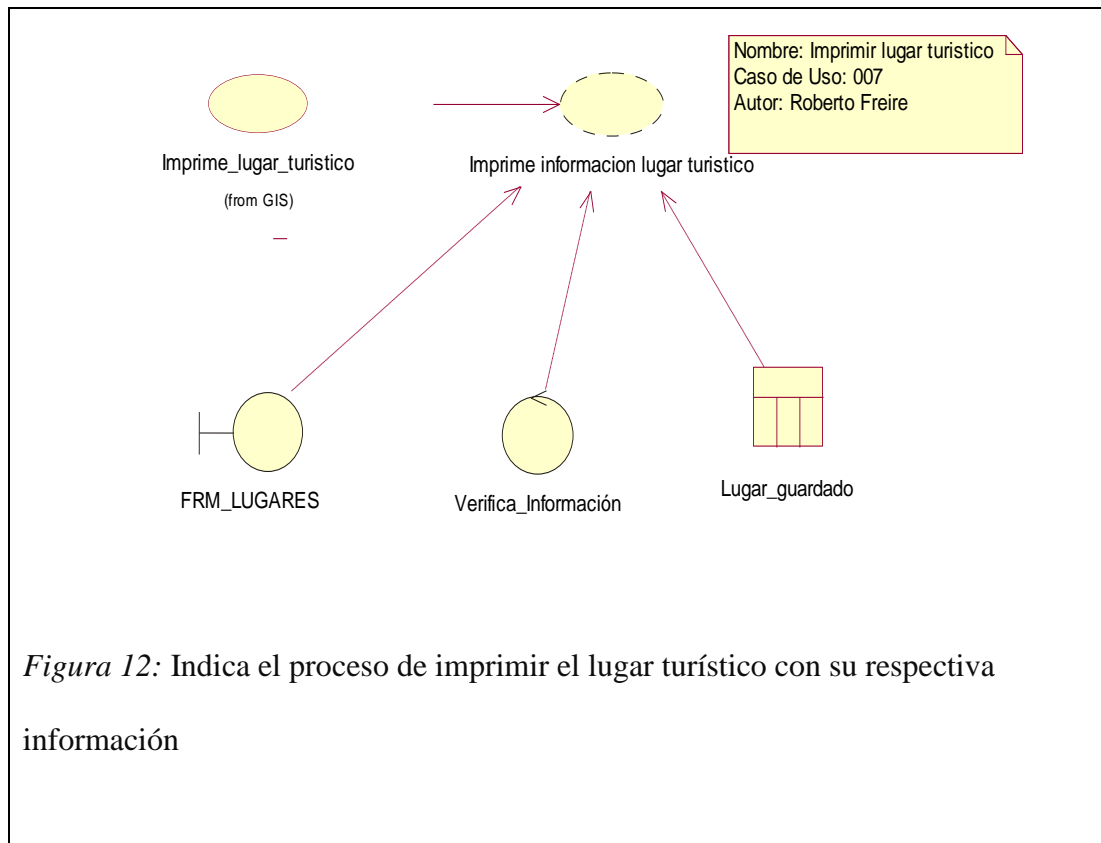 Nombre: Imprimir lugar turistico
Caso de Uso: 007
Autor: Roberto Freire
Imprime_lugar_turistico
(from GIS)
Imprime informacion lugar turistico
FRM_LUGARES
Verifica_Información
Lugar_guardado
Figura 12: Indica el proceso de imprimir el lugar turístico con su respectiva
información